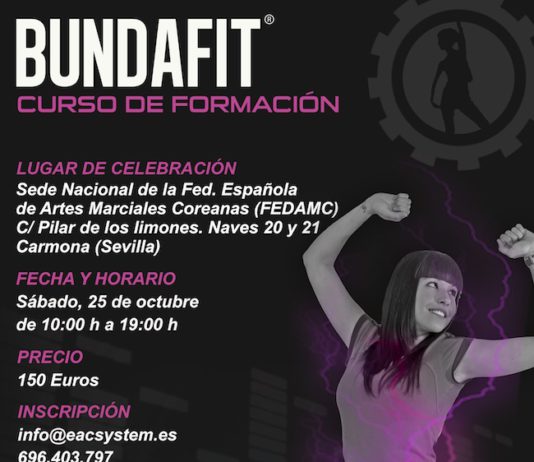 BUNDAFIT®
CURSO DE FORMACIÓN
LUGAR DE CELEBRACIÓN
Sede Nacional de la Fed. Española
de Artes Marciales Coreanas (FEDAMC)
C/ Pilar de los limones. Naves 20 y 21
Carmona (Sevilla)
FECHA Y HORARIO
Sábado, 25 de octubre
de 10:00 h a 19:00 h
PRECIO
150 Euros
INSCRIPCIÓN
info@eacsystem.es
696.403.797